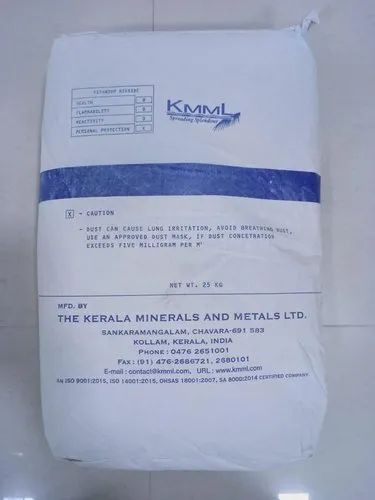 TITANIUM DIOXIDE
HEALTH
FLAMMABILITY
REACTIVITY
PERSONAL PROTECTION
KMML
Spreading Splendour
X - CAUTION
- DUST CAN CAUSE LUNG IRRITATION, AVOID BREATHING DUST,
USE AN APPROVED DUST MASK, IF DUST CONCETRATION
EXCEEDS FIVE MILLIGRAM PER M³
NET WT. 25 KG
MFD. BY
THE KERALA MINERALS AND METALS LTD.
SANKARAMANGALAM, CHAVARA-691 583
KOLLAM, KERALA, INDIA
PHONE : 0476 2651001
FAX : (91) 476-2686721, 2680101
E-mail : contact@kmml.com, URL : www.kmml.com
AN ISO 9001:2015, ISO 14001:2015, OHSAS 18001:2007, SA 8000:2014 CERTIFIED COMPANY